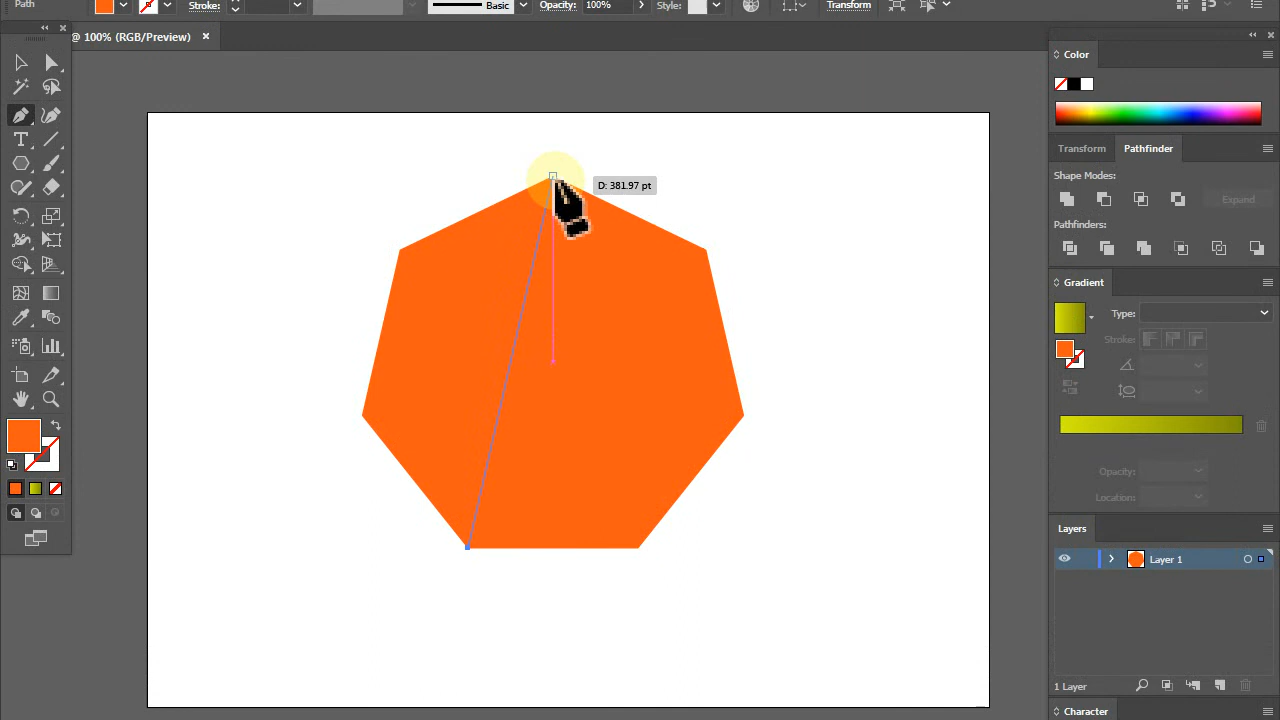 Path
Stroke:
Basic
Opacity:
100%
Style:
Transform
@ 100% (RGB/Preview)
×
Color
Transform
Pathfinder
Shape Modes:
Expand
Pathfinders:
D: 381.97 pt
Gradient
Type:
Stroke:
Opacity:
Location:
Layers
Layer 1
1 Layer
Character